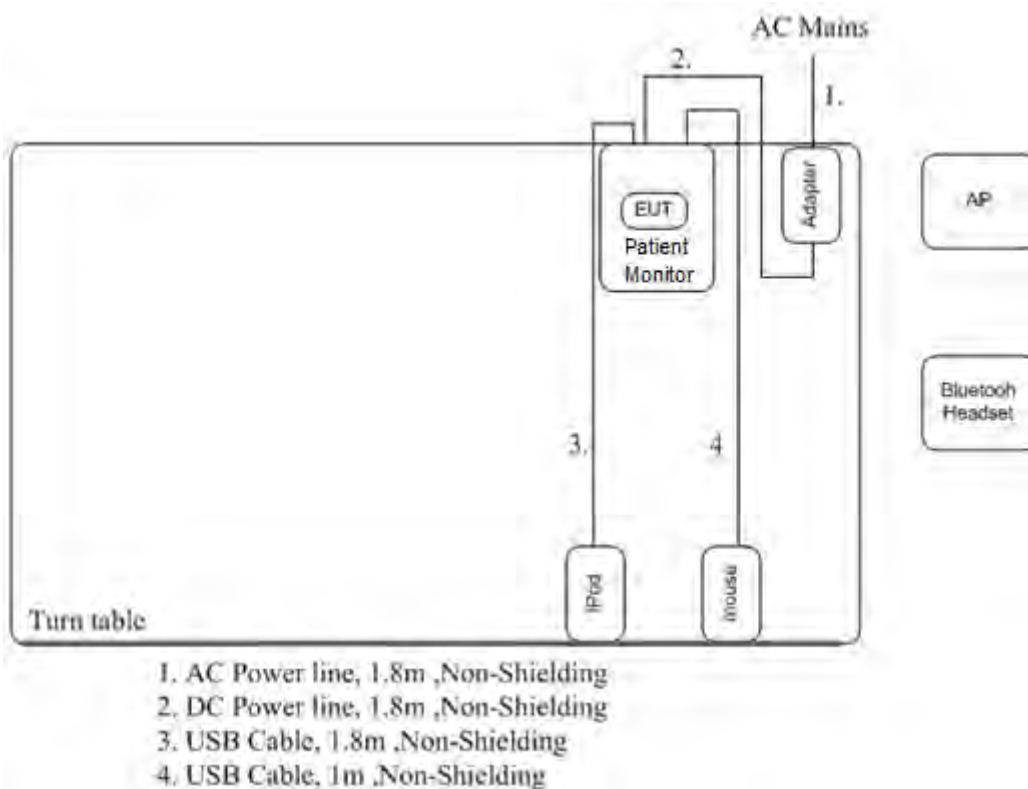 AC Mains
2.
1.
Adapter
AP
EUT
Patient
Monitor
Bluetooh
Headset
3.
4
iPod
mouse
Turn table
1. AC Power line, 1.8m ,Non-Shielding
2. DC Power line, 1.8m ,Non-Shielding
3. USB Cable, 1.8m ,Non-Shielding
4. USB Cable, 1m ,Non-Shielding